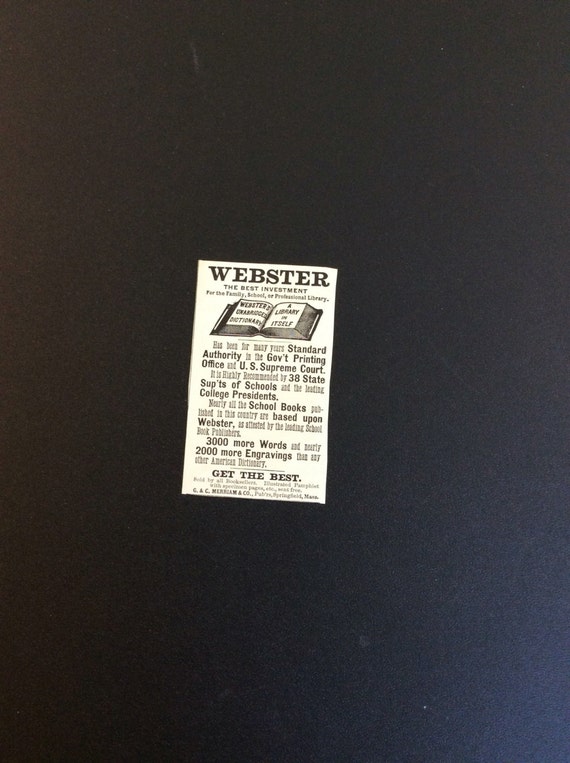 WEBSTER
THE BEST INVESTMENT
For the Family, School, or Professional Library.
WEBSTER'S UNABRIDGED DICTIONARY
A LIBRARY IN ITSELF
Has been for many years Standard
Authority in the Gov't Printing
Office and U.S. Supreme Court.
It is Highly Recommended by 38 State
Sup'ts of Schools and the leading
College Presidents.
Nearly all the School Books pub-
lished in this country are based upon
Webster, as attested by the leading School
Book Publishers.
3000 more Words and nearly
2000 more Engravings than any
other American Dictionary.
GET THE BEST.
Sold by all Booksellers. Illustrated Pamphlet
with specimen pages, etc., sent free.
G. & C. MERRIAM & CO., Pub'rs, Springfield, Mass.